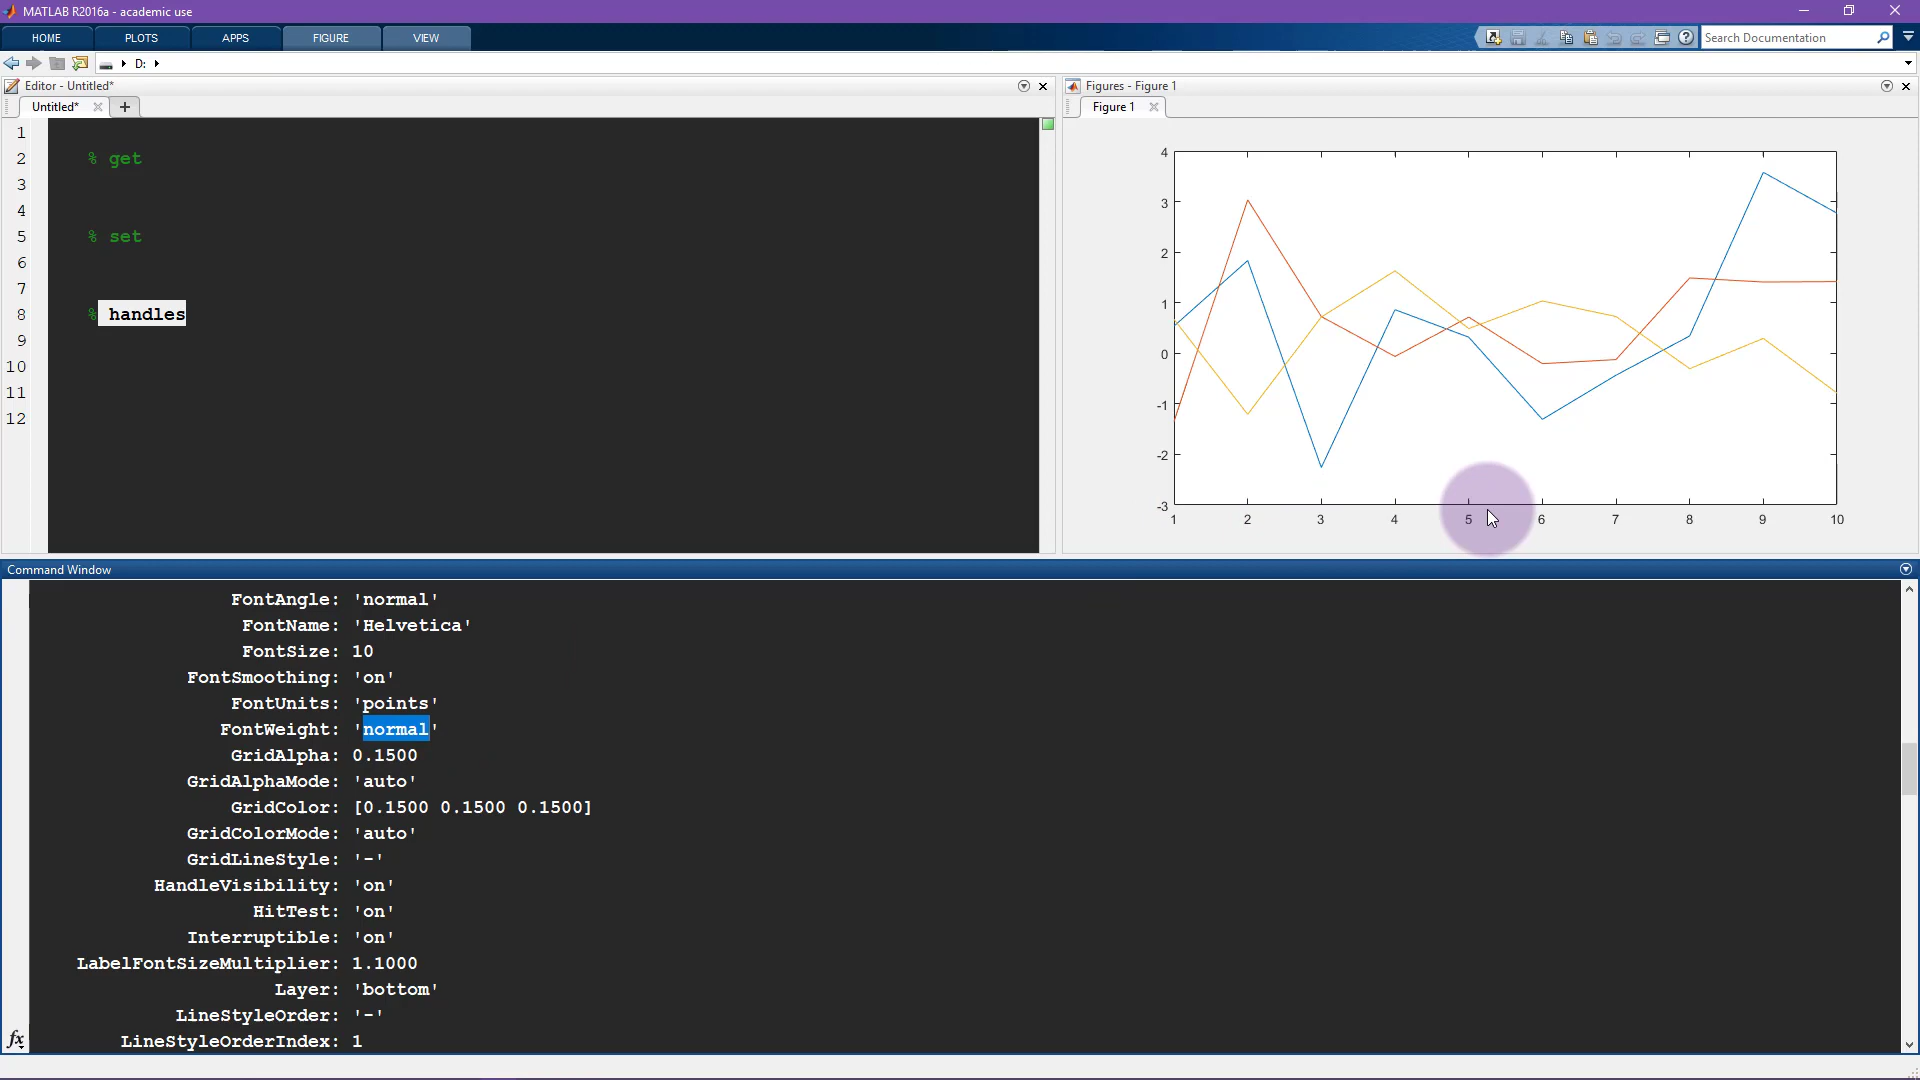 MATLAB R2016a - academic use
HOME PLOTS APPS FIGURE VIEW Search Documentation
D:
Editor - Untitled*
Untitled* +
1
2 % get
3
4
5 % set
6
7
8 % handles
9
10
11
12
Figures - Figure 1
Figure 1
4
3
2
1
0
-1
-2
-3
1 2 3 4 5 6 7 8 9 10
Command Window
FontAngle: 'normal'
FontName: 'Helvetica'
FontSize: 10
FontSmoothing: 'on'
FontUnits: 'points'
FontWeight: 'normal'
GridAlpha: 0.1500
GridAlphaMode: 'auto'
GridColor: [0.1500 0.1500 0.1500]
GridColorMode: 'auto'
GridLineStyle: '-'
HandleVisibility: 'on'
HitTest: 'on'
Interruptible: 'on'
LabelFontSizeMultiplier: 1.1000
Layer: 'bottom'
LineStyleOrder: '-'
fx LineStyleOrderIndex: 1